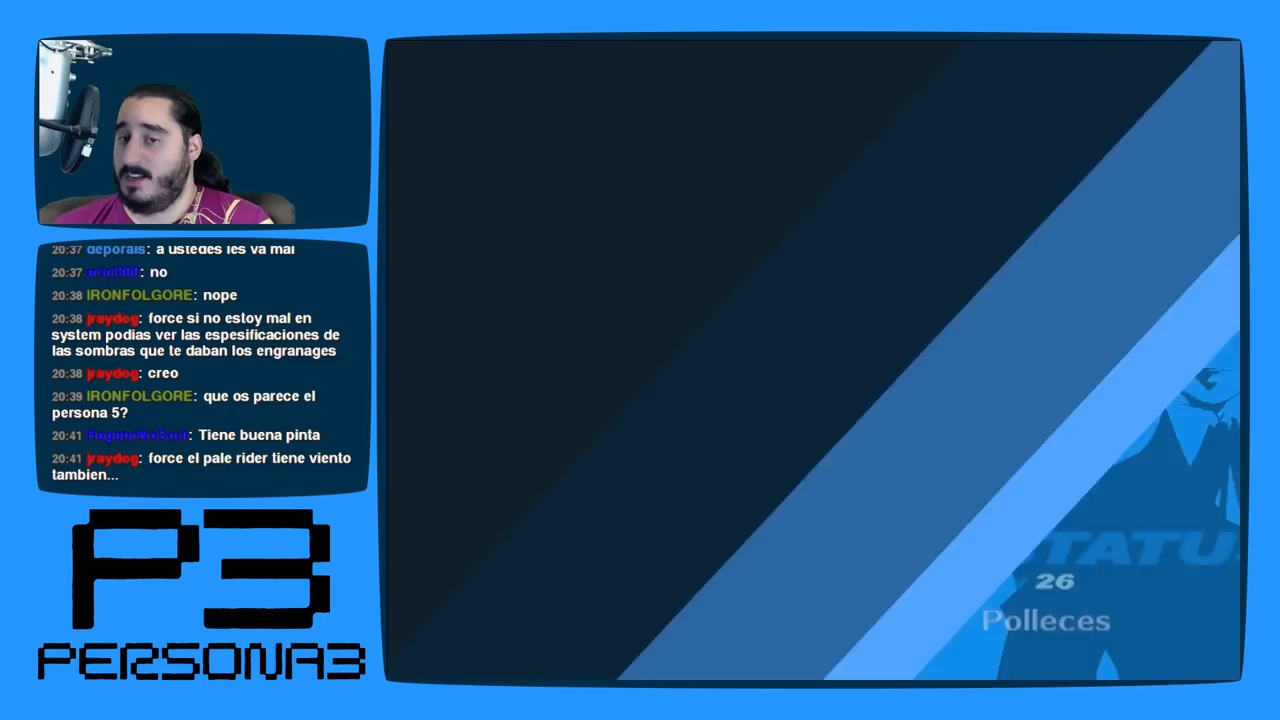 20:37 deporais: a ustedes les va mal
20:37 : no
20:38 IRONFOLGORE: nope
20:38 jraydog: force si no estoy mal en
system podias ver las espesificaciones de
las sombras que te daban los engranages
20:38 jraydog: creo
20:39 IRONFOLGORE: que os parece el
persona 5?
20:41 : Tiene buena pinta
20:41 jraydog: force el pale rider tiene viento
tambien...
P3
PERSONA3
STATUS
26
Polleces